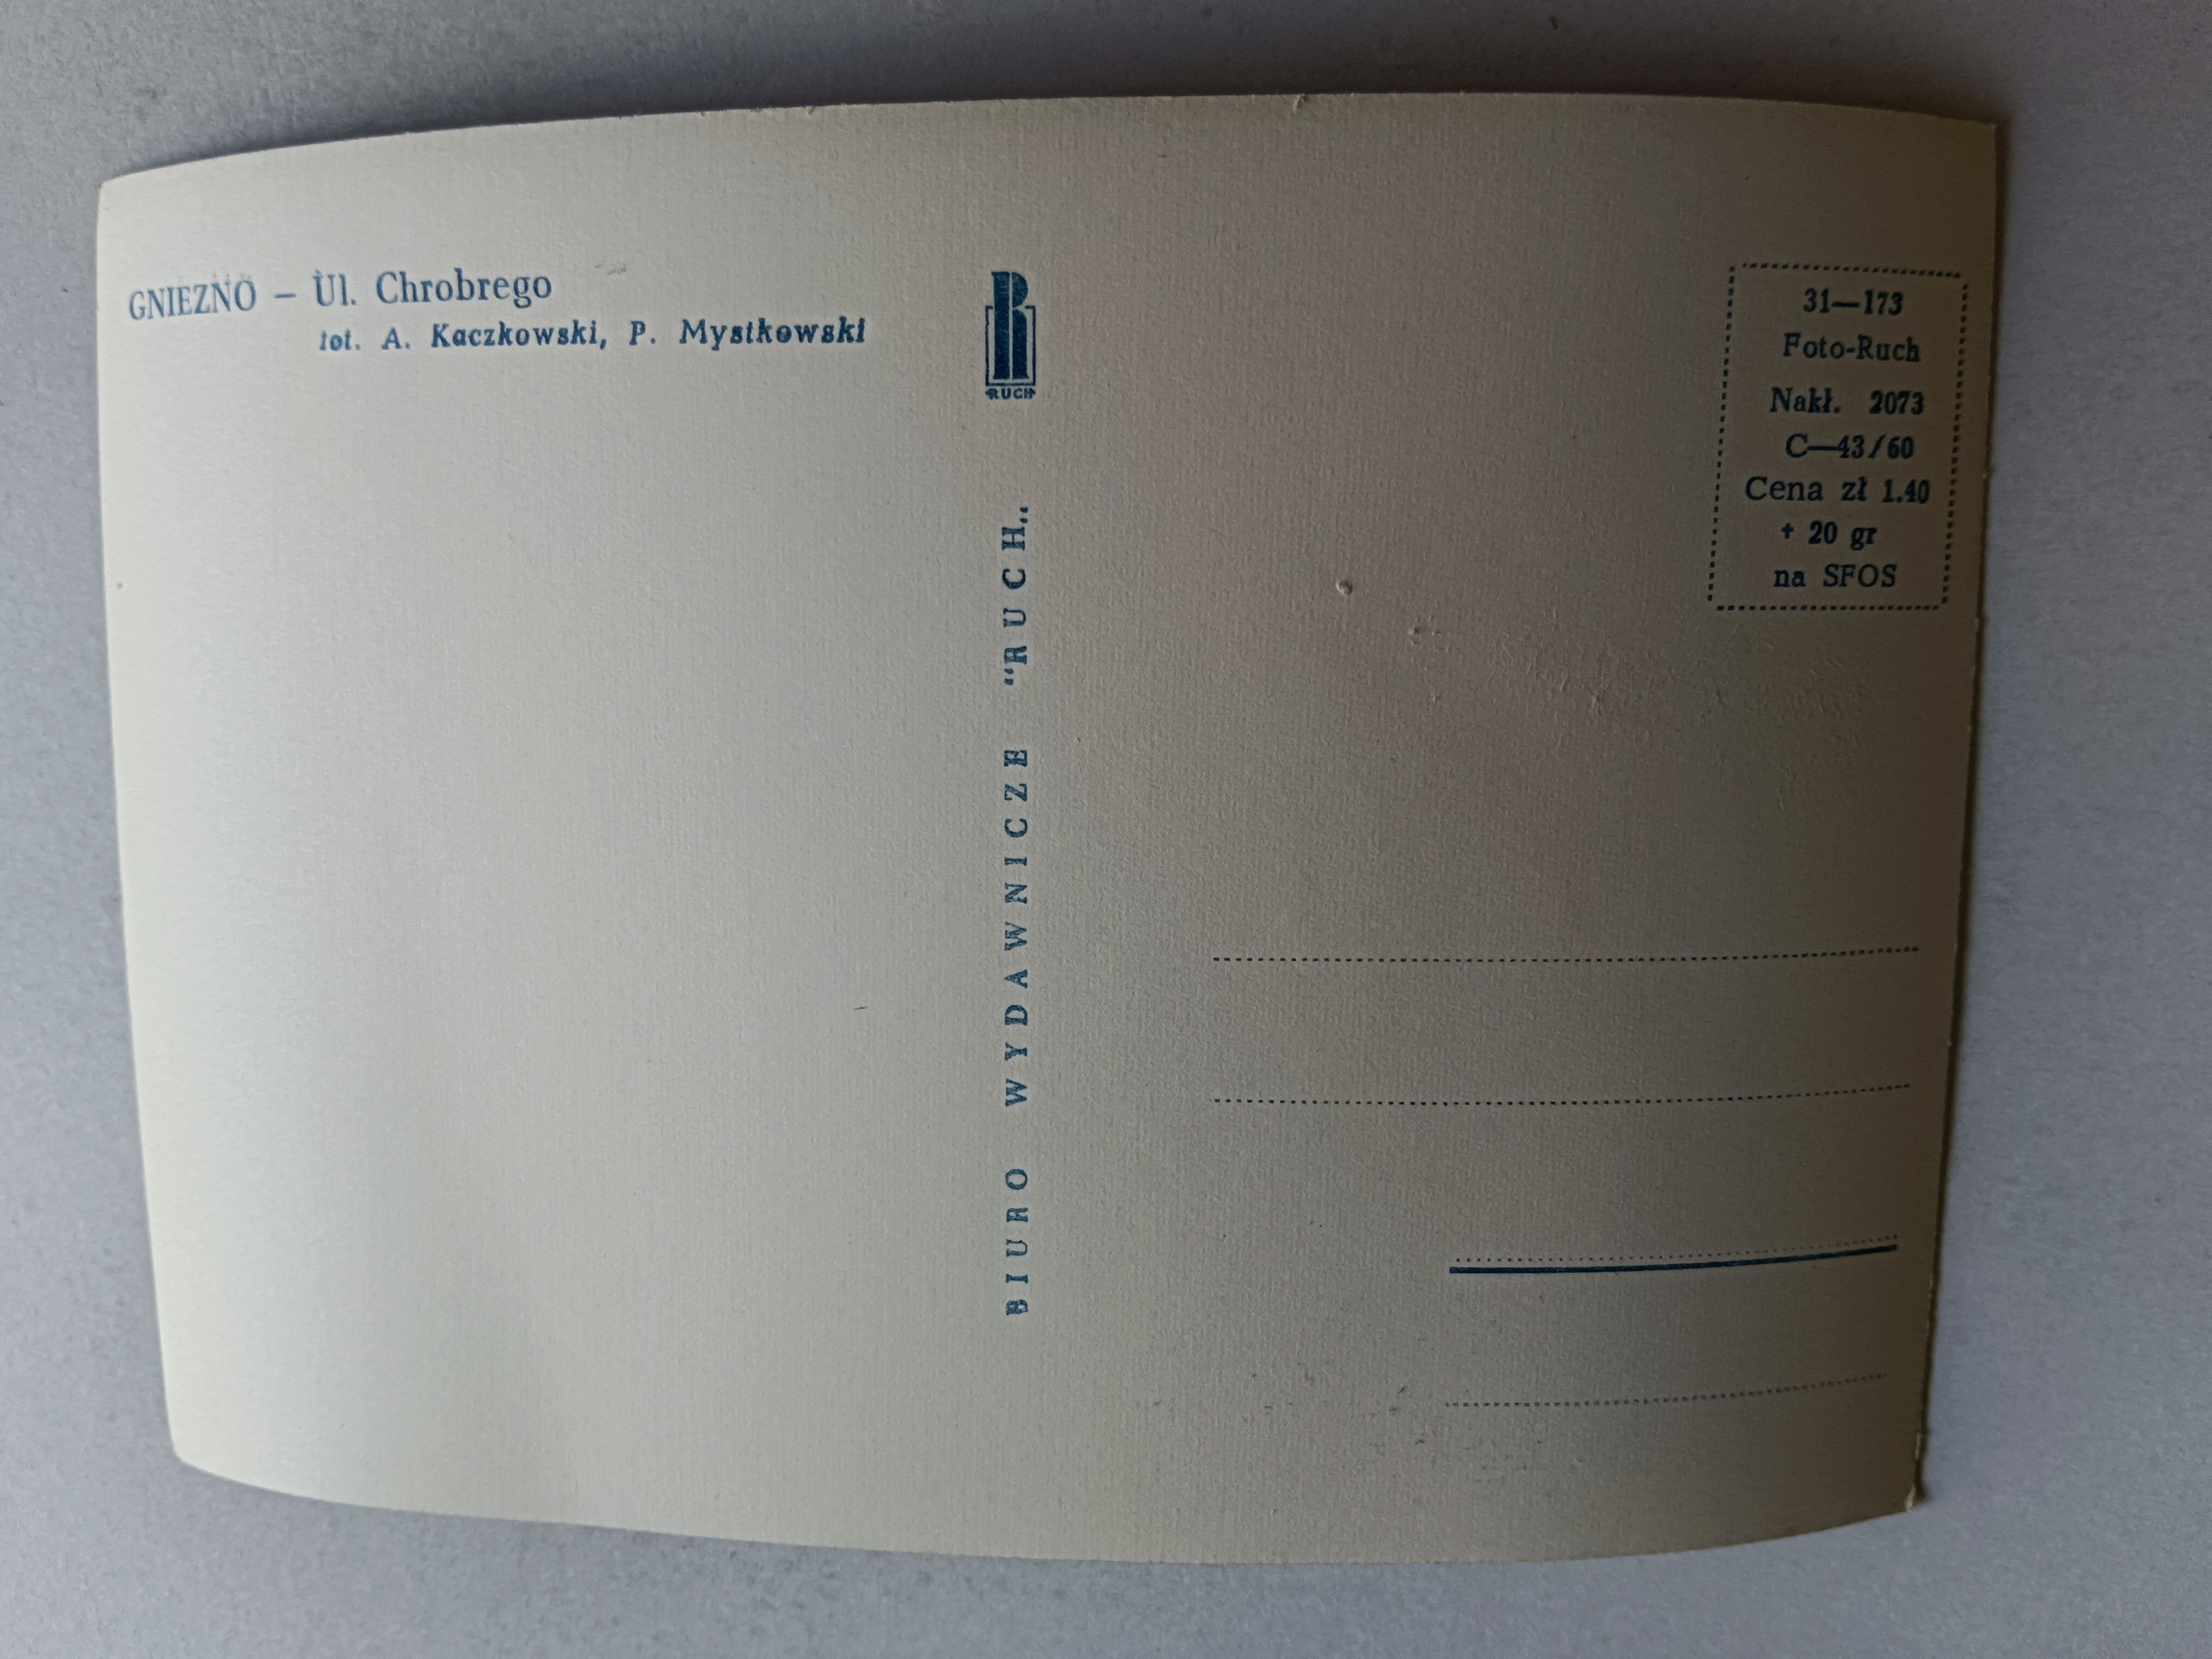 GNIEZNO — Ul. Chrobrego
fot. A. Kaczkowski, P. Mystkowski
R
RUCH
BIURO WYDAWNICZE "RUCH„
31—173
Foto-Ruch
Nakł. 2073
C—43/60
Cena zł 1.40
+ 20 gr
na SFOS